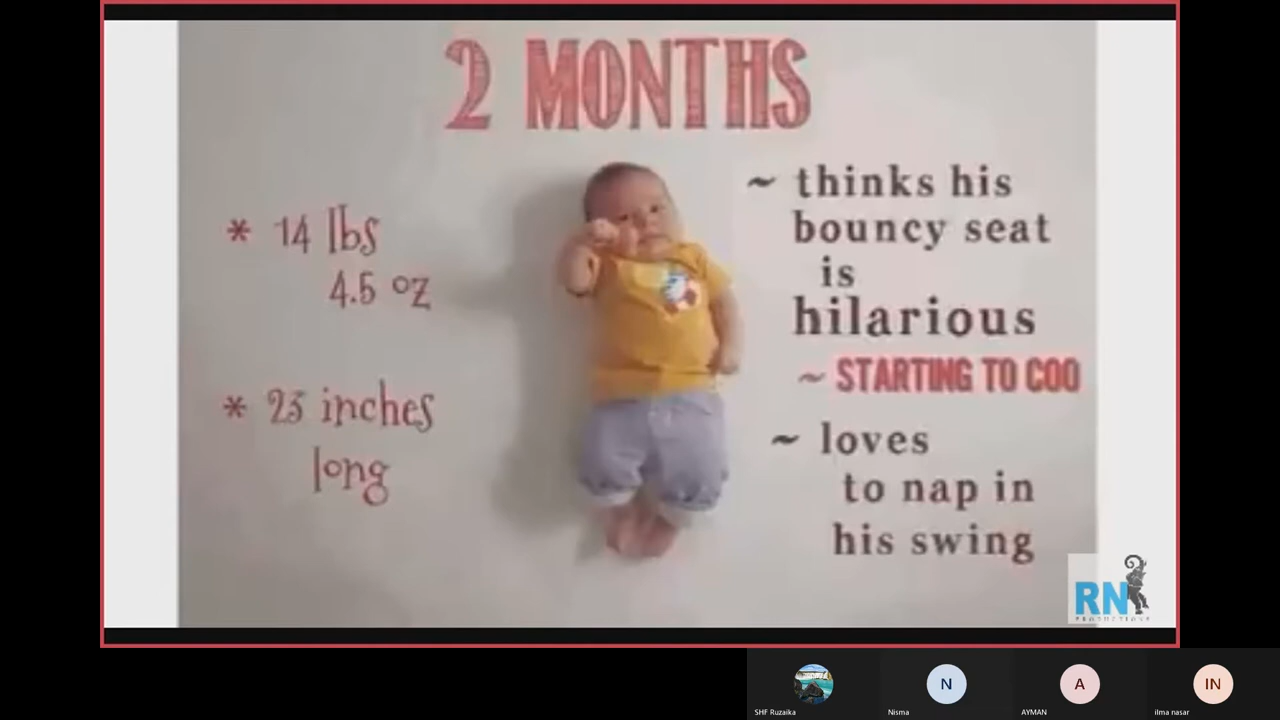 2 MONTHS
* 14 lbs
4.5 oz
* 23 inches
long
~ thinks his
bouncy seat
is
hilarious
~ STARTING TO COO
~ loves
to nap in
his swing
RN
PRODUCTIONS
SHF Ruzaika
N
Nisma
A
AYMAN
IN
ilma nasar